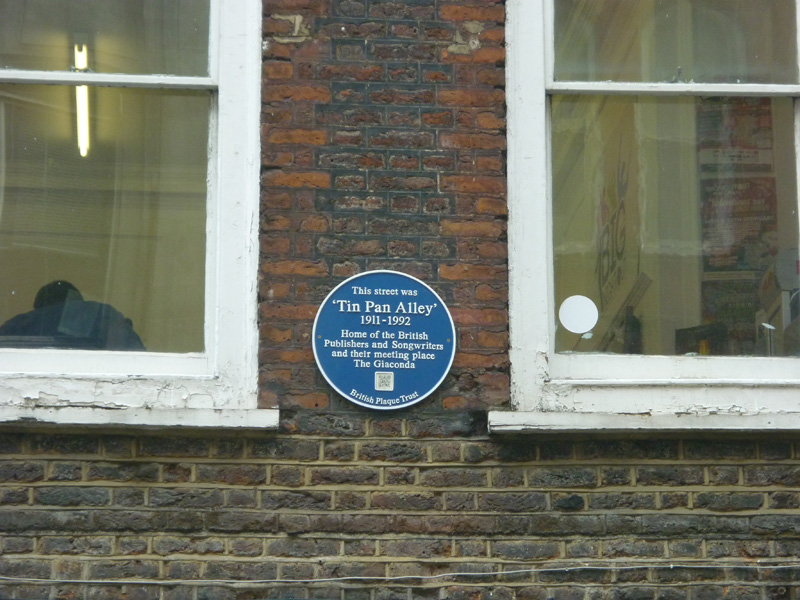 This street was
'Tin Pan Alley'
1911-1992
Home of the British
Publishers and Songwriters
and their meeting place
The Giaconda
British Plaque Trust